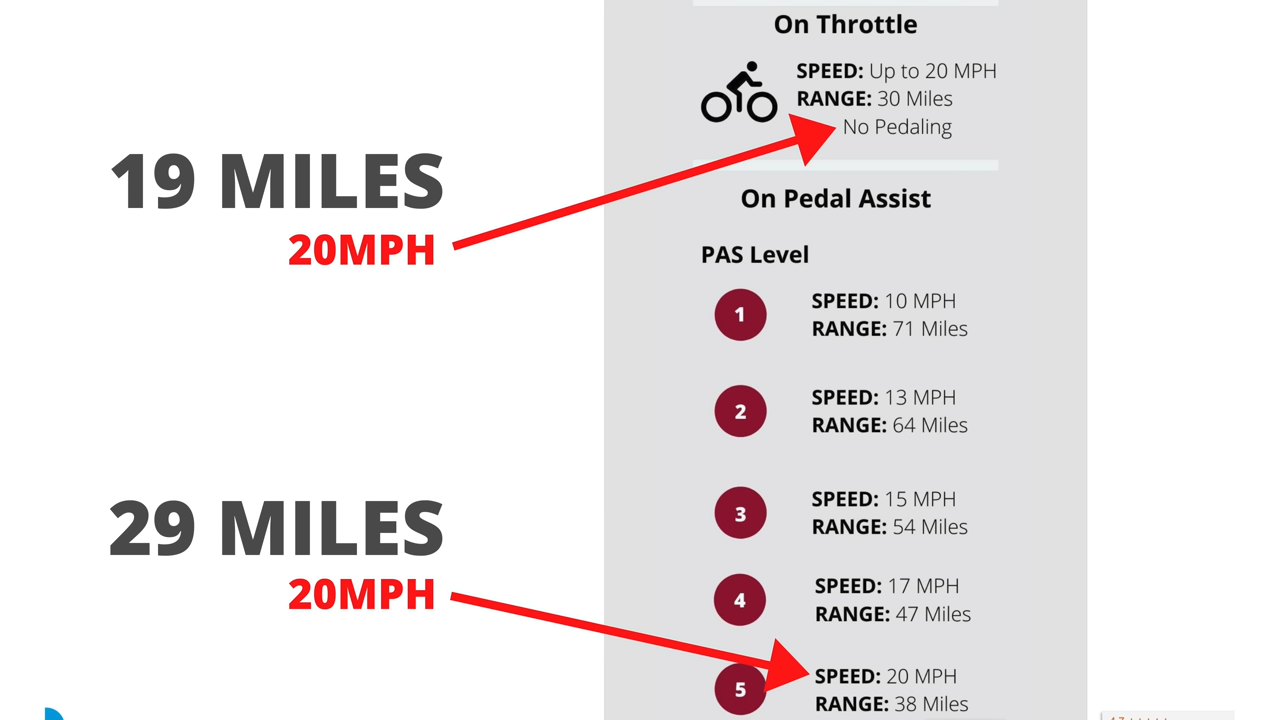 On Throttle
SPEED: Up to 20 MPH
RANGE: 30 Miles
No Pedaling
19 MILES
20MPH
On Pedal Assist
PAS Level
1
SPEED: 10 MPH
RANGE: 71 Miles
2
SPEED: 13 MPH
RANGE: 64 Miles
3
SPEED: 15 MPH
RANGE: 54 Miles
29 MILES
20MPH
4
SPEED: 17 MPH
RANGE: 47 Miles
5
SPEED: 20 MPH
RANGE: 38 Miles